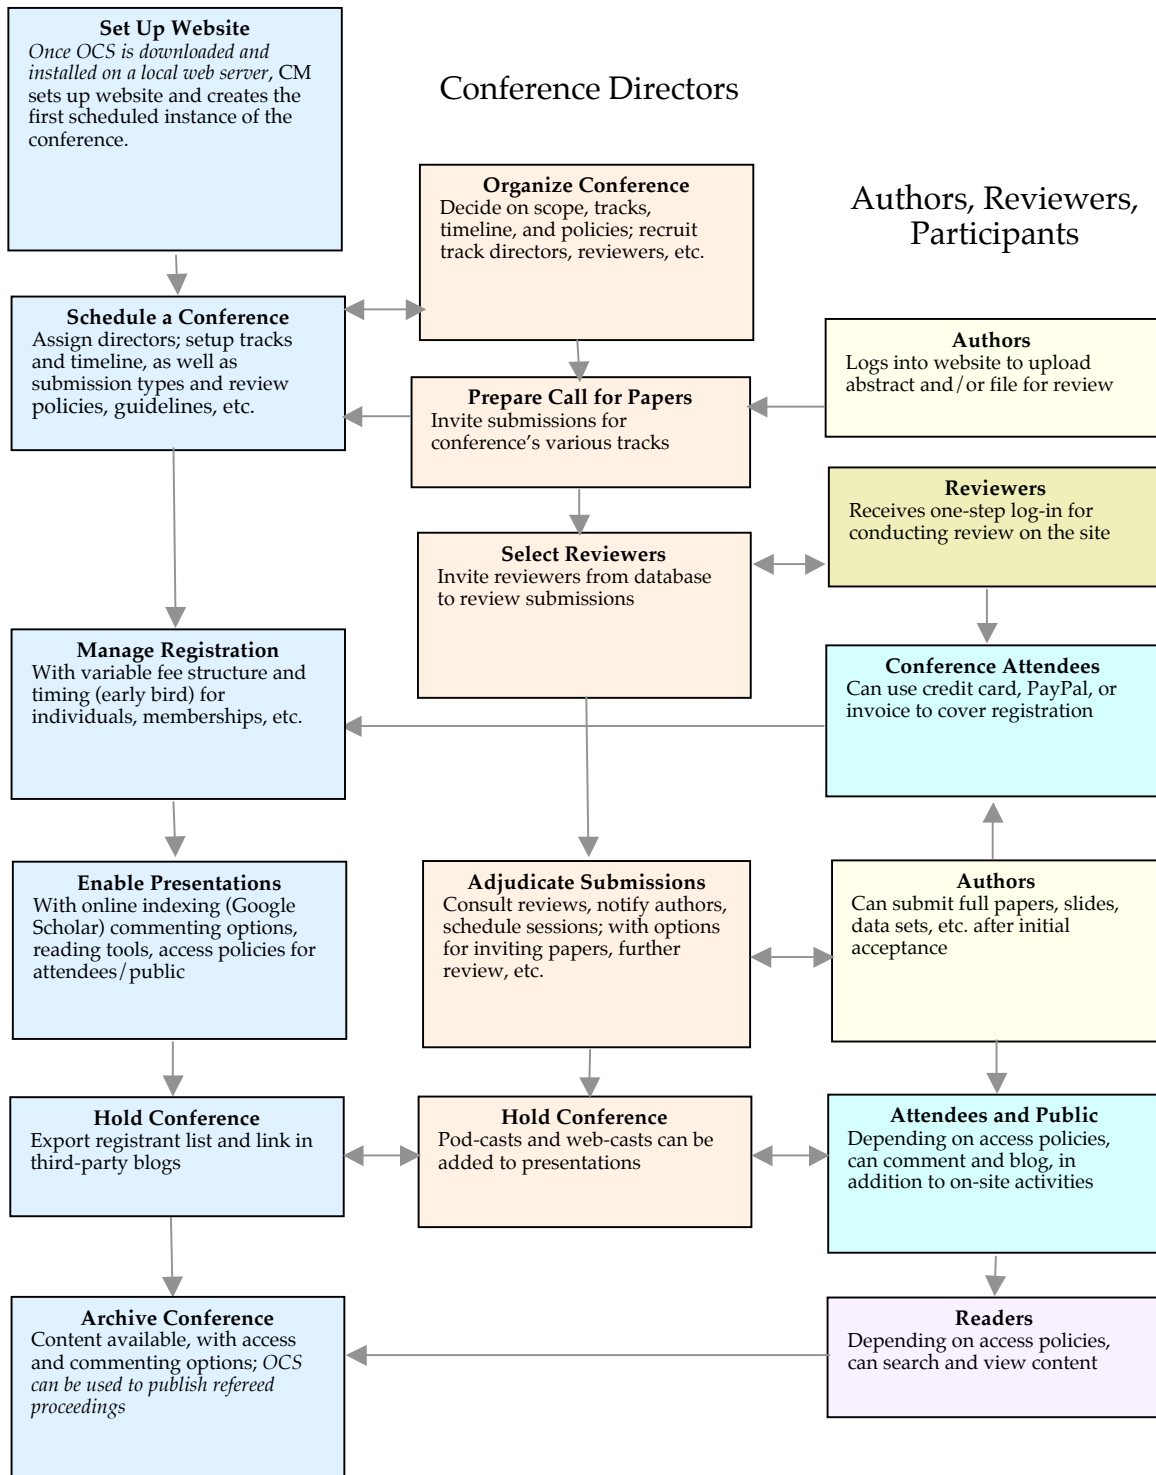 Set Up Website
Once OCS is downloaded and
installed on a local web server, CM
sets up website and creates the
first scheduled instance of the
conference.
Conference Directors
Organize Conference
Decide on scope, tracks,
timeline, and policies; recruit
track directors, reviewers, etc.
Authors, Reviewers,
Participants
Schedule a Conference
Assign directors; setup tracks
and timeline, as well as
submission types and review
policies, guidelines, etc.
Authors
Logs into website to upload
abstract and/or file for review
Prepare Call for Papers
Invite submissions for
conference's various tracks
Reviewers
Receives one-step log-in for
conducting review on the site
Select Reviewers
Invite reviewers from database
to review submissions
Manage Registration
With variable fee structure and
timing (early bird) for
individuals, memberships, etc.
Conference Attendees
Can use credit card, PayPal, or
invoice to cover registration
Enable Presentations
With online indexing (Google
Scholar) commenting options,
reading tools, access policies for
attendees/public
Adjudicate Submissions
Consult reviews, notify authors,
schedule sessions; with options
for inviting papers, further
review, etc.
Authors
Can submit full papers, slides,
data sets, etc. after initial
acceptance
Hold Conference
Export registrant list and link in
third-party blogs
Hold Conference
Pod-casts and web-casts can be
added to presentations
Attendees and Public
Depending on access policies,
can comment and blog, in
addition to on-site activities
Archive Conference
Content available, with access
and commenting options; OCS
can be used to publish refereed
proceedings
Readers
Depending on access policies,
can search and view content